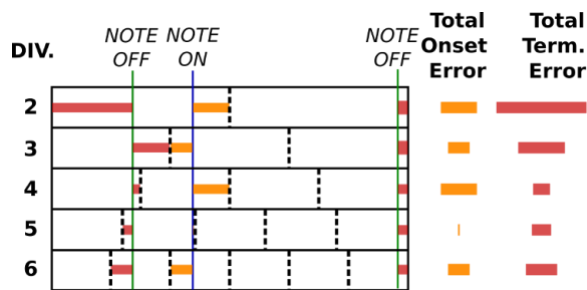 DIV.
NOTE OFF
NOTE ON
NOTE OFF
Total Onset Error
Total Term. Error
2
3
4
5
6